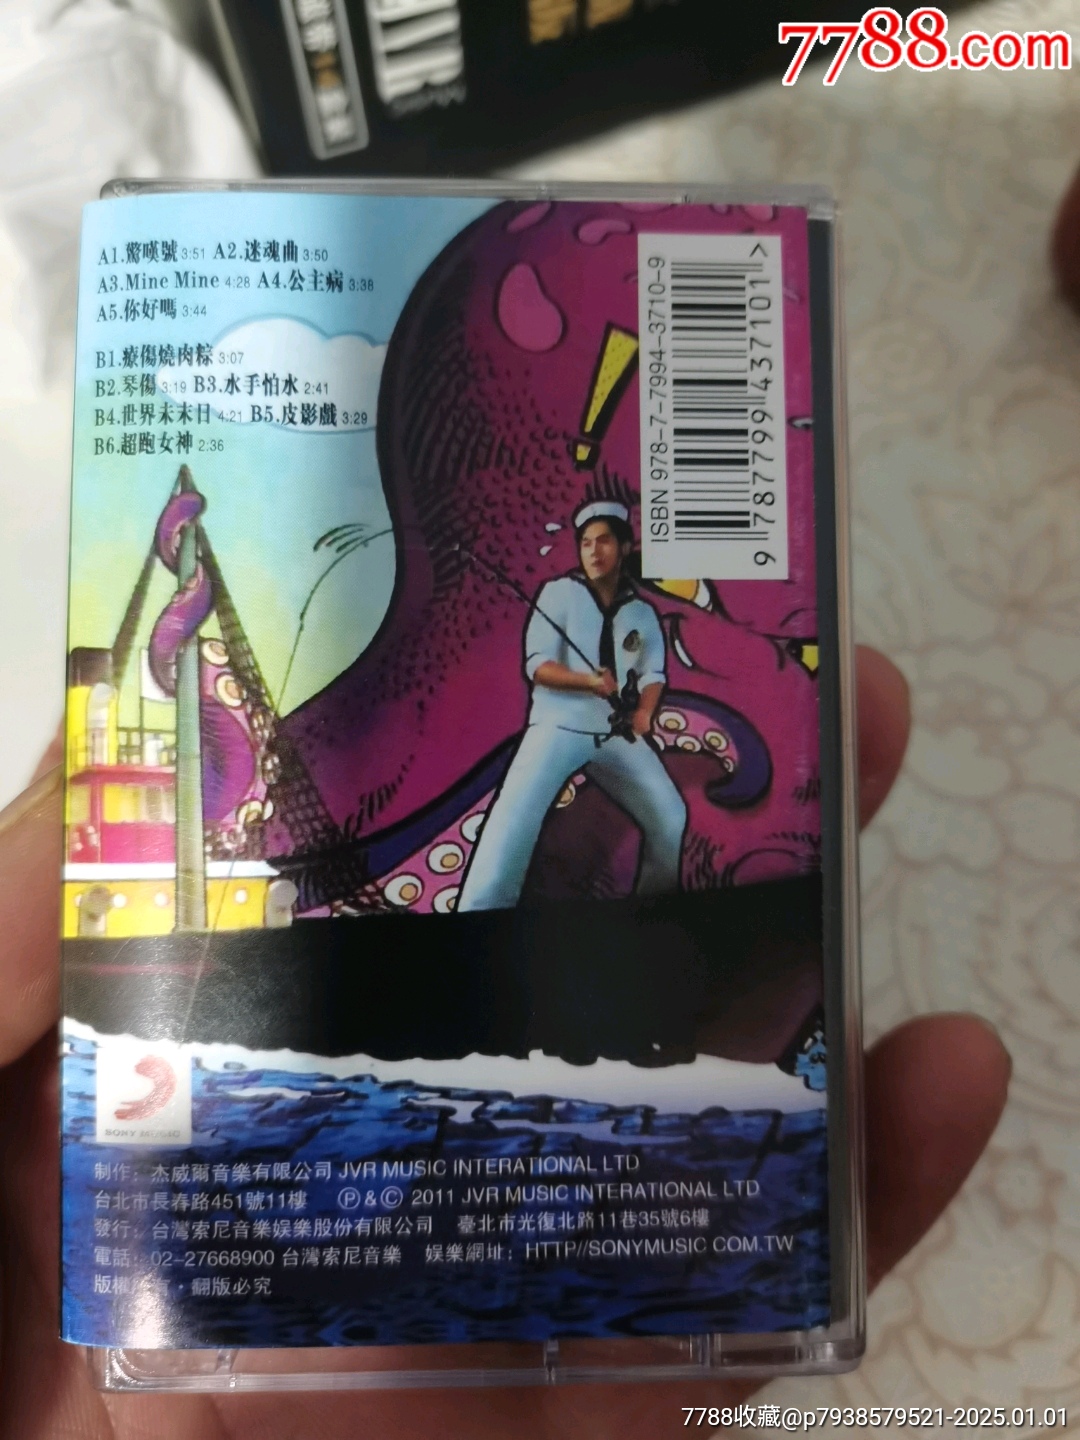 7788.com
A1.驚嘆號 3:51 A2.迷魂曲 3:50
A3.Mine Mine 4:28 A4.公主病 3:38
A5.你好嗎 3:44
B1.療傷燒肉粽 3:07
B2.琴傷 3:19 B3.水手怕水 2:41
B4.世界未末日 4:21 B5.皮影戲 3:29
B6.超跑女神 2:36
ISBN 978-7-7994-3710-9
9 787799 437101 >
SONY MUSIC
制作：杰威爾音樂有限公司 JVR MUSIC INTERATIONAL LTD
台北市長春路451號11樓 Ⓟ & Ⓒ 2011 JVR MUSIC INTERATIONAL LTD
發行：台灣索尼音樂娛樂股份有限公司 臺北市光復北路11巷35號6樓
電話：02-27668900 台灣索尼音樂 娛樂網址：HTTP//SONYMUSIC COM.TW
版權所有・翻版必究
7788收藏@p7938579521-2025.01.01